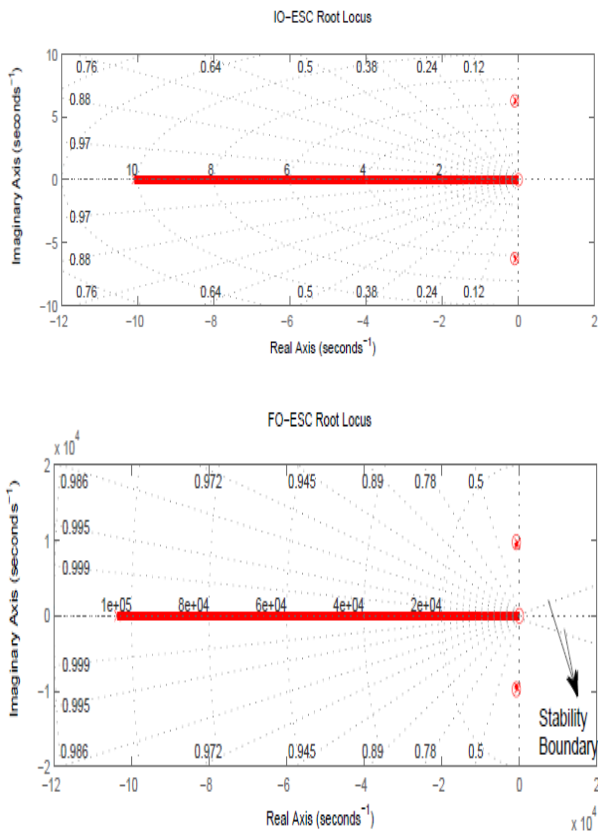 IO−ESC Root Locus
10
0.76 0.64 0.5 0.38 0.24 0.12
0.88
5
0.97
10 8 6 4 2
0
0.97
−5
0.88
0.76 0.64 0.5 0.38 0.24 0.12
−10
−12 −10 −8 −6 −4 −2 0 2
Imaginary Axis (seconds⁻¹)
Real Axis (seconds⁻¹)
FO−ESC Root Locus
x 10⁴
2
0.986 0.972 0.945 0.89 0.78 0.5
0.995
1
0.999
1e+05 8e+04 6e+04 4e+04 2e+04
0
0.999
−1
0.995
0.986 0.972 0.945 0.89 0.78 0.5
−2
Stability
Boundary
−12 −10 −8 −6 −4 −2 0 2
Imaginary Axis (seconds⁻¹)
Real Axis (seconds⁻¹)
x 10⁴